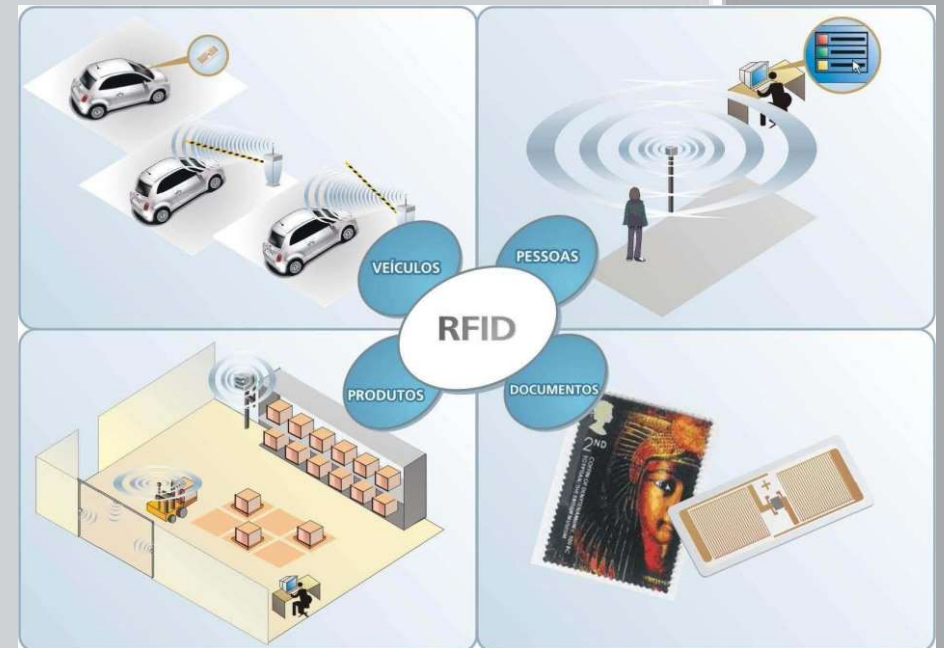 VEÍCULOS
PESSOAS
RFID
PRODUTOS
DOCUMENTOS
2ND